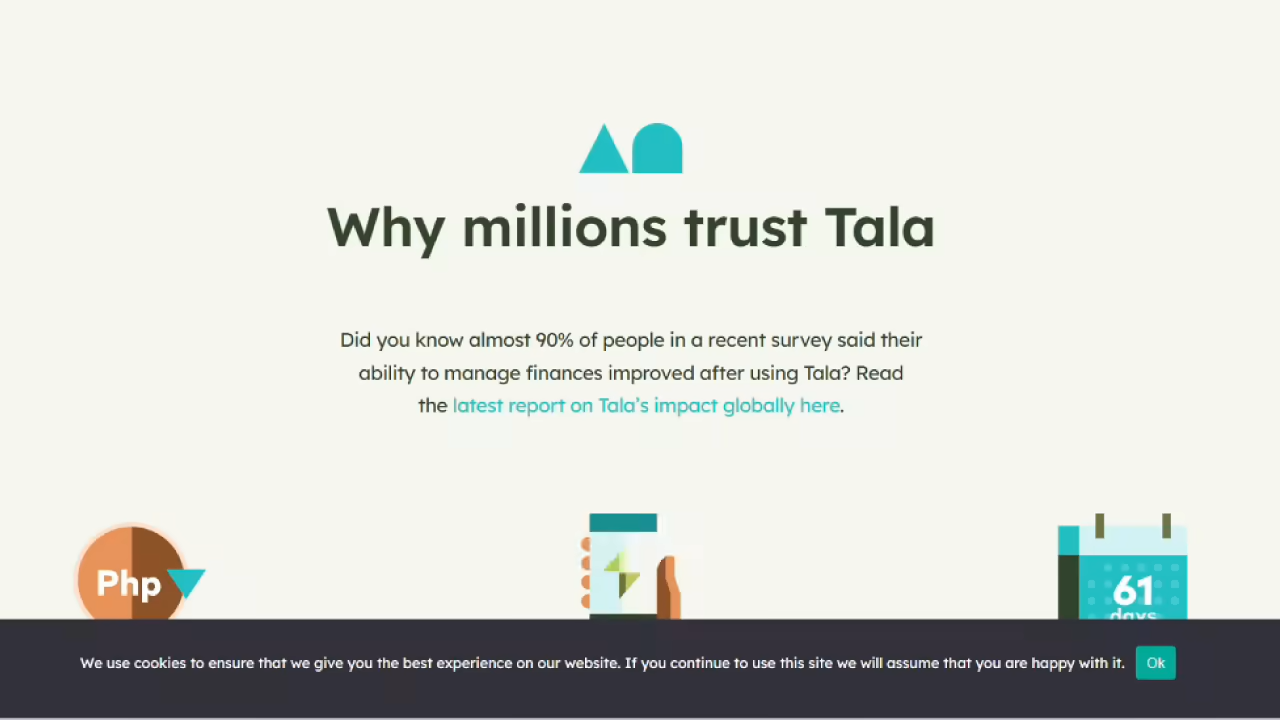 Why millions trust Tala
Did you know almost 90% of people in a recent survey said their
ability to manage finances improved after using Tala? Read
the latest report on Tala's impact globally here.
Php
61
days
We use cookies to ensure that we give you the best experience on our website. If you continue to use this site we will assume that you are happy with it.
Ok